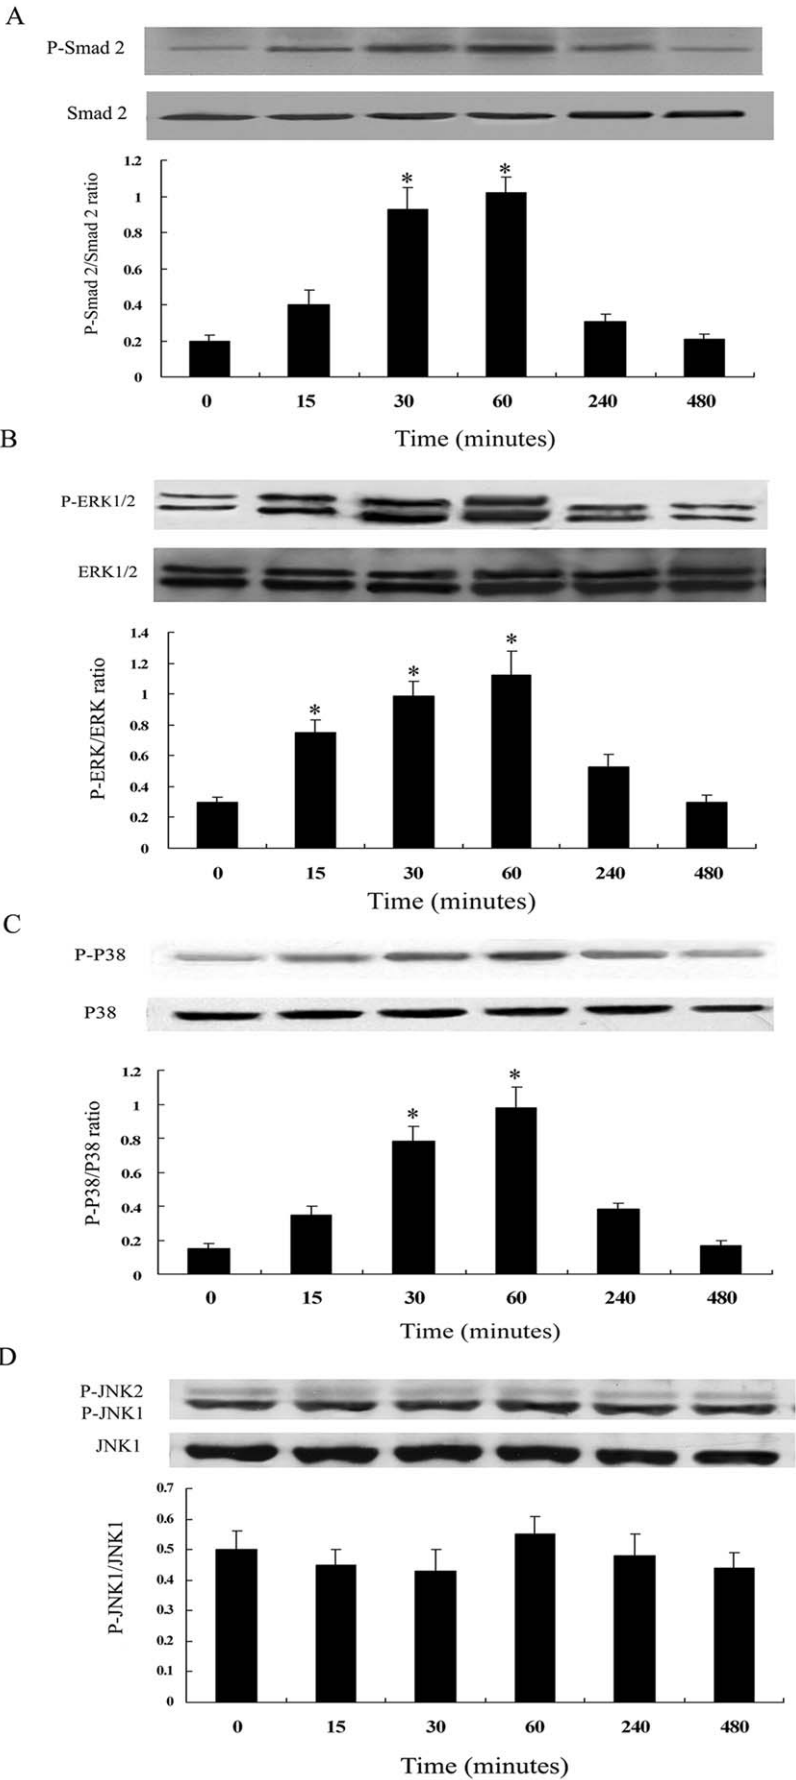 A
P-Smad 2
Smad 2
1.2
1
0.8
0.6
0.4
0.2
0
P-Smad 2/Smad 2 ratio
*
*
0 15 30 60 240 480
Time (minutes)
B
P-ERK1/2
ERK1/2
1.4
1.2
1
0.8
0.6
0.4
0.2
0
P-ERK/ERK ratio
*
*
*
0 15 30 60 240 480
Time (minutes)
C
P-P38
P38
1.2
1
0.8
0.6
0.4
0.2
0
P-P38/P38 ratio
*
*
0 15 30 60 240 480
Time (minutes)
D
P-JNK2
P-JNK1
JNK1
0.7
0.6
0.5
0.4
0.3
0.2
0.1
0
P-JNK1/JNK1
0 15 30 60 240 480
Time (minutes)